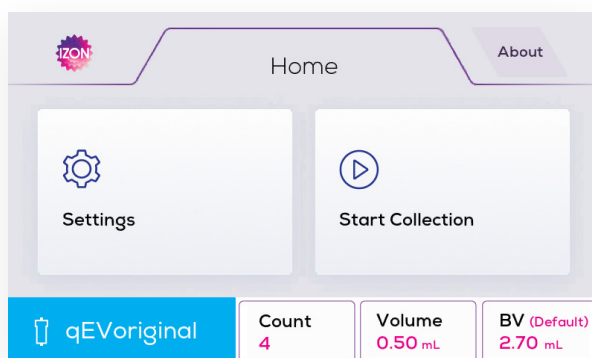 IZON
Home
About
Settings
Start Collection
qEVoriginal
Count
4
Volume
0.50 mL
BV (Default)
2.70 mL